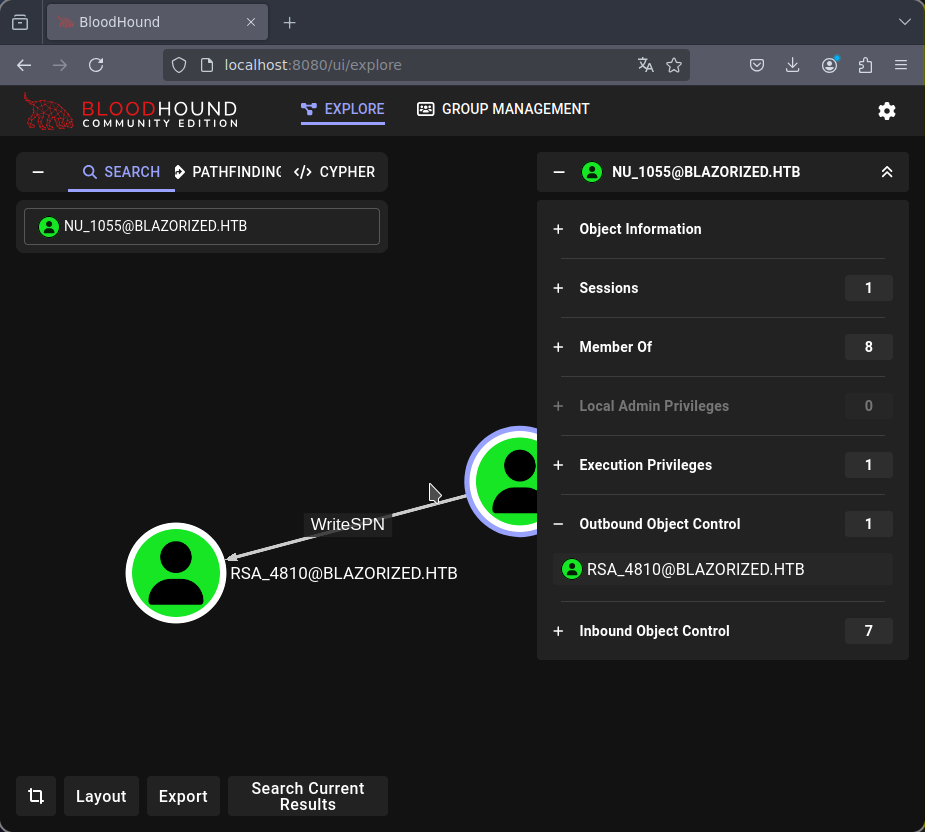 BloodHound
localhost:8080/ui/explore
BLOODHOUND
COMMUNITY EDITION
EXPLORE
GROUP MANAGEMENT
SEARCH
PATHFINDING
</> CYPHER
NU_1055@BLAZORIZED.HTB
NU_1055@BLAZORIZED.HTB
Object Information
Sessions 1
Member Of 8
Local Admin Privileges 0
Execution Privileges 1
Outbound Object Control 1
RSA_4810@BLAZORIZED.HTB
Inbound Object Control 7
WriteSPN
RSA_4810@BLAZORIZED.HTB
Layout
Export
Search Current
Results